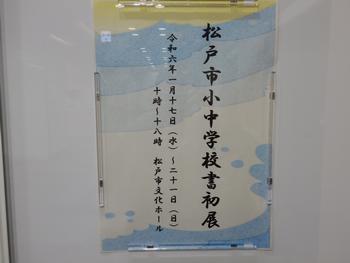 松戸市小中学校書初展
令和六年一月十七日（水）～二十一日（日）
十時～十八時　松戸市文化ホール